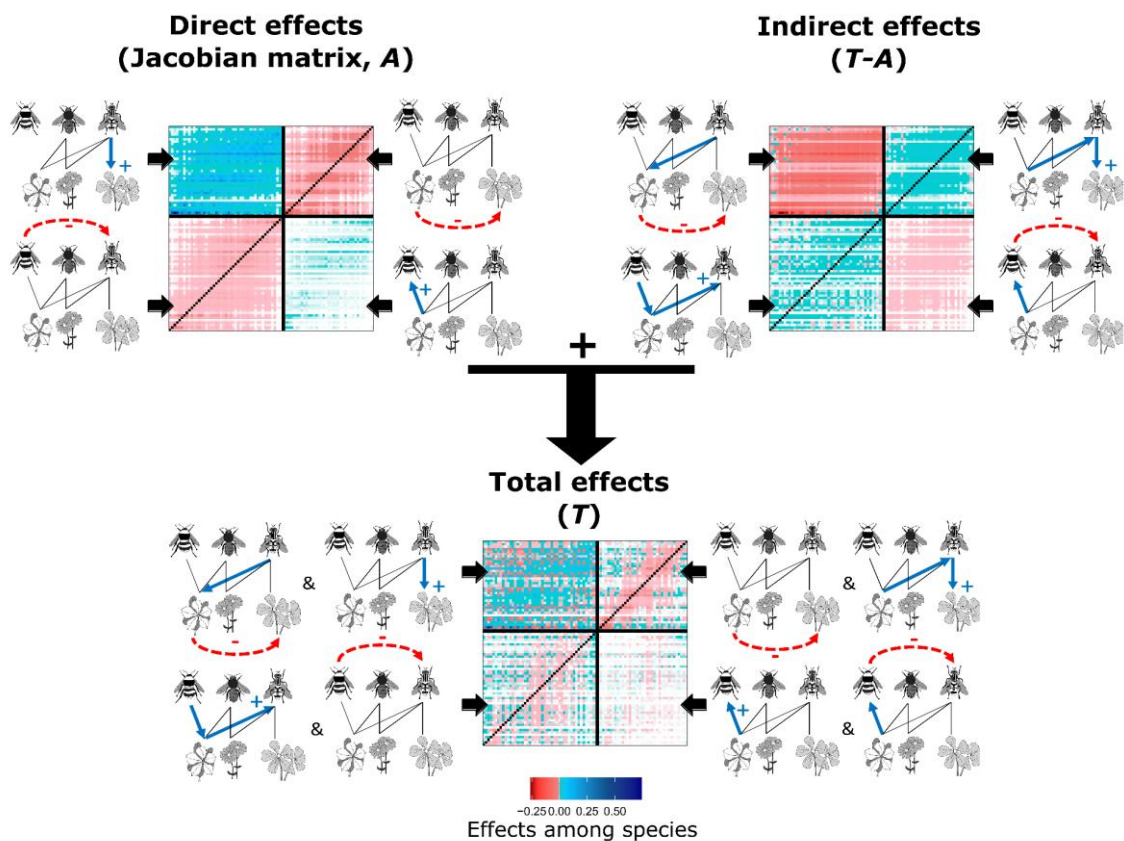 Direct effects
(Jacobian matrix, A)
Indirect effects
(T-A)
+
-
-
+
-
+
+
-
+
Total effects
(T)
&
+
-
-
+
&
&
+
-
-
+
&
-0.25 0.00 0.25 0.50
Effects among species